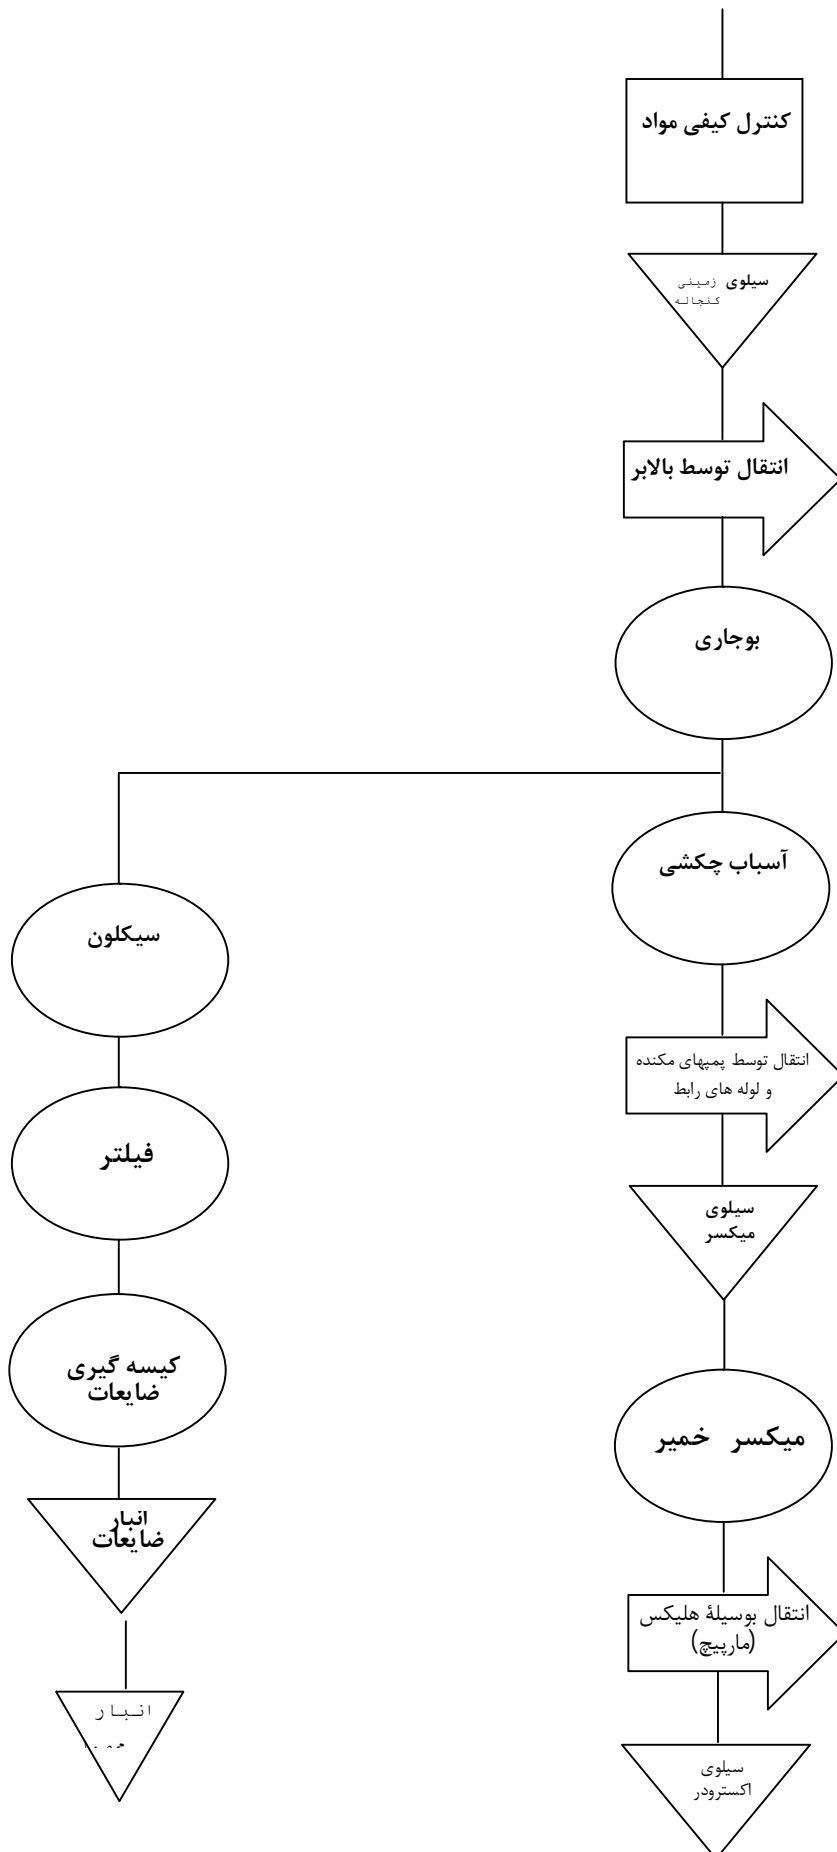 کنترل کیفی مواد
سیلوی زمینی
کنجاله
انتقال توسط بالابر
بوجاری
آسباب چکشی
انتقال توسط پمپهای مکنده
و لوله های رابط
سیلوی
میکسر
میکسر خمیر
انتقال بوسیلۀ هلیکس
(مارپیچ)
سیلوی
اکسترودر
سیکلون
فیلتر
کیسه گیری
ضایعات
انبار
ضایعات
انبار